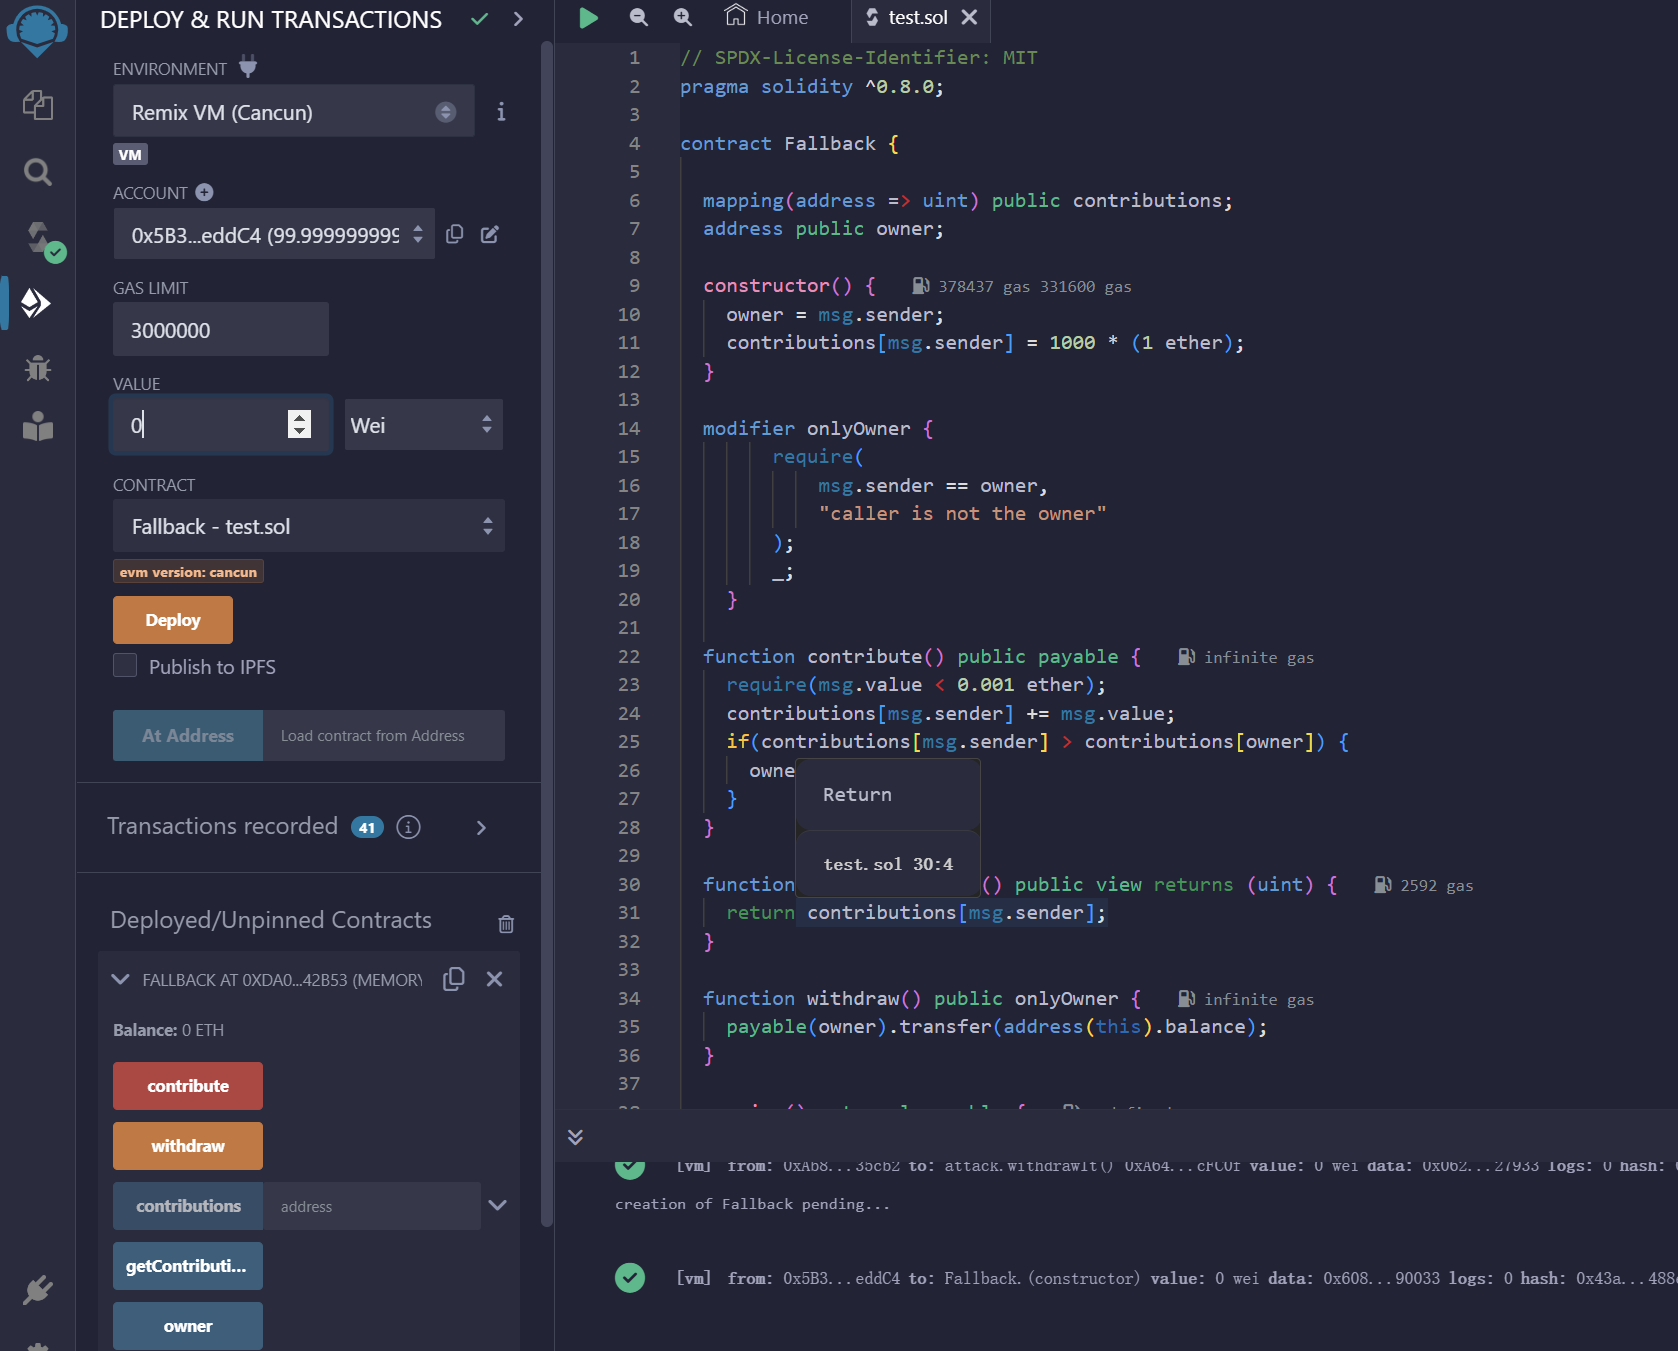 DEPLOY & RUN TRANSACTIONS
ENVIRONMENT
Remix VM (Cancun)
VM
ACCOUNT
0x5B3...eddC4 (99.9999999999
GAS LIMIT
3000000
VALUE
0
Wei
CONTRACT
Fallback - test.sol
evm version: cancun
Deploy
Publish to IPFS
At Address
Load contract from Address
Transactions recorded 41
Deployed/Unpinned Contracts
FALLBACK AT 0XDA0...42B53 (MEMORY
Balance: 0 ETH
contribute
withdraw
contributions
address
getContributi...
owner
Home
test.sol
1 // SPDX-License-Identifier: MIT
2 pragma solidity ^0.8.0;
3
4 contract Fallback {
5
6 mapping(address => uint) public contributions;
7 address public owner;
8
9 constructor() { 378437 gas 331600 gas
10 owner = msg.sender;
11 contributions[msg.sender] = 1000 * (1 ether);
12 }
13
14 modifier onlyOwner {
15 require(
16 msg.sender == owner,
17 "caller is not the owner"
18 );
19 _;
20 }
21
22 function contribute() public payable { infinite gas
23 require(msg.value < 0.001 ether);
24 contributions[msg.sender] += msg.value;
25 if(contributions[msg.sender] > contributions[owner]) {
26 owne
27 }
28 }
29
30 function () public view returns (uint) { 2592 gas
31 return contributions[msg.sender];
32 }
33
34 function withdraw() public onlyOwner { infinite gas
35 payable(owner).transfer(address(this).balance);
36 }
37
Return
test.sol 30:4
[vm] from: 0xAb8...35cb2 to: attack.withdrawIt() 0xA64...cFC0f value: 0 wei data: 0x062...27933 logs: 0 hash:
creation of Fallback pending...
[vm] from: 0x5B3...eddC4 to: Fallback.(constructor) value: 0 wei data: 0x608...90033 logs: 0 hash: 0x43a...488